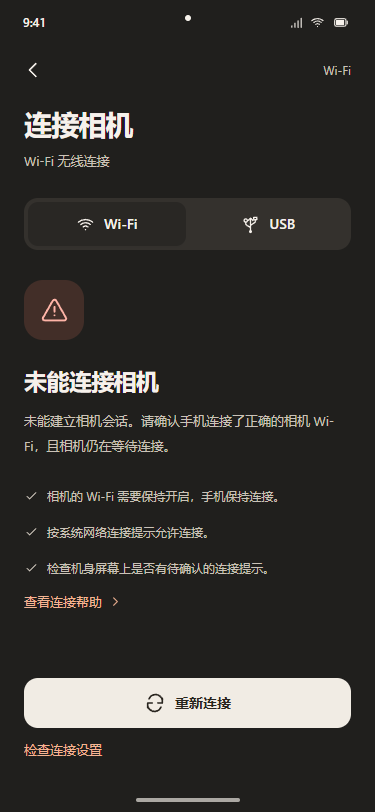 9:41
Wi-Fi
连接相机
Wi-Fi 无线连接
Wi-Fi
USB
未能连接相机
未能建立相机会话。请确认手机连接了正确的相机 Wi-
Fi，且相机仍在等待连接。
相机的 Wi-Fi 需要保持开启，手机保持连接。
按系统网络连接提示允许连接。
检查机身屏幕上是否有待确认的连接提示。
查看连接帮助
重新连接
检查连接设置